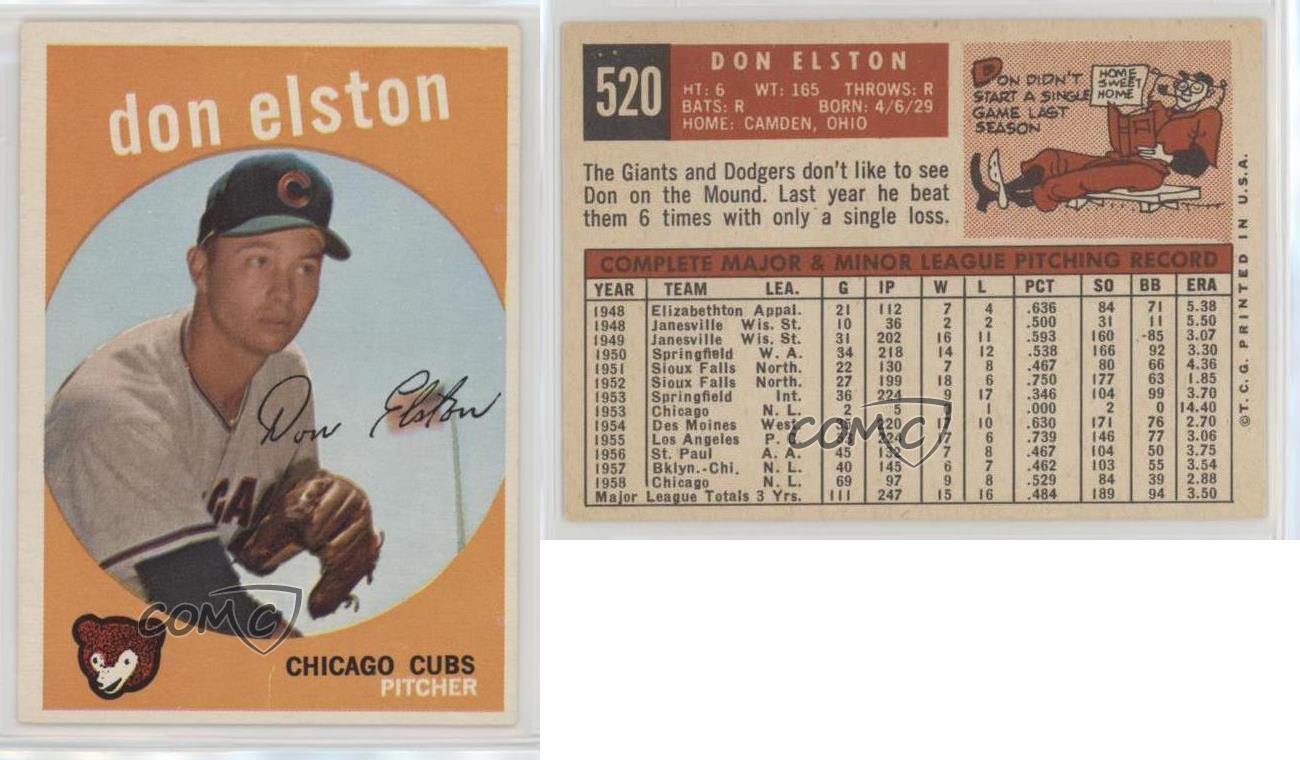 don elston
C
Don Elston
CAG
CHICAGO CUBS
PITCHER
COMC
520
DON ELSTON
HT: 6 WT: 165 THROWS: R
BATS: R BORN: 4/6/29
HOME: CAMDEN, OHIO
DON DIDN'T
START A SINGLE
GAME LAST
SEASON
HOME
SWEET
HOME
The Giants and Dodgers don't like to see
Don on the Mound. Last year he beat
them 6 times with only a single loss.
COMPLETE MAJOR & MINOR LEAGUE PITCHING RECORD
YEAR TEAM LEA. G IP W L PCT SO BB ERA
1948 Elizabethton Appal. 21 112 7 4 .636 84 71 5.38
1948 Janesville Wis. St. 10 36 2 2 .500 31 11 5.50
1949 Janesville Wis. St. 31 202 16 11 .593 160 -85 3.07
1950 Springfield W. A. 34 218 14 12 .538 166 92 3.30
1951 Sioux Falls North. 22 130 7 8 .467 80 66 4.36
1952 Sioux Falls North. 27 199 18 6 .750 177 63 1.85
1953 Springfield Int. 36 224 9 17 .346 104 99 3.70
1953 Chicago N. L. 2 5 0 1 .000 2 0 14.40
1954 Des Moines West. 220 17 10 .630 171 76 2.70
1955 Los Angeles P. C 224 17 6 .739 146 77 3.06
1956 St. Paul A. A. 45 132 7 8 .467 104 50 3.75
1957 Bklyn.-Chi. N. L. 40 145 6 7 .462 103 55 3.54
1958 Chicago N. L. 69 97 9 8 .529 84 39 2.88
Major League Totals 3 Yrs. 111 247 15 16 .484 189 94 3.50
COMC
©T. C. G. PRINTED IN U.S.A.